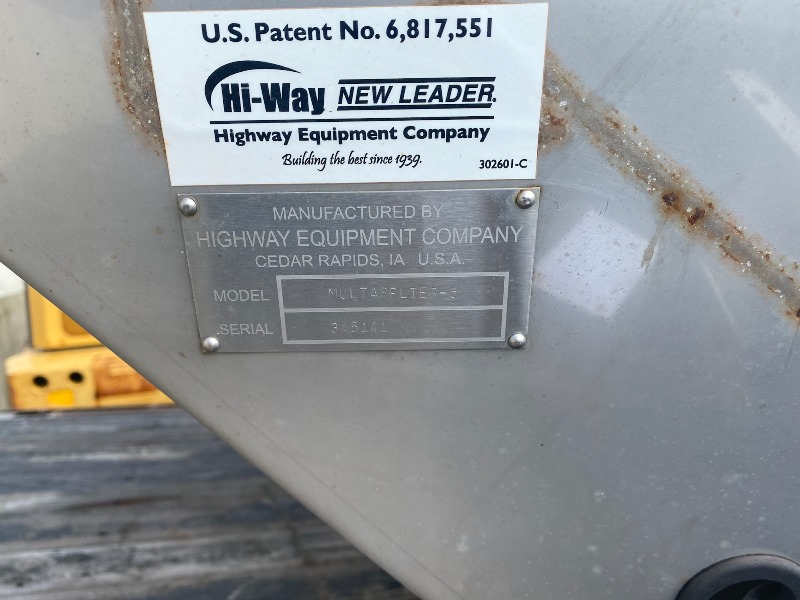 U.S. Patent No. 6,817,551
Hi-Way NEW LEADER.
Highway Equipment Company
Building the best since 1939.
302601-C
MANUFACTURED BY
HIGHWAY EQUIPMENT COMPANY
CEDAR RAPIDS, IA U.S.A.
MODEL
SERIAL